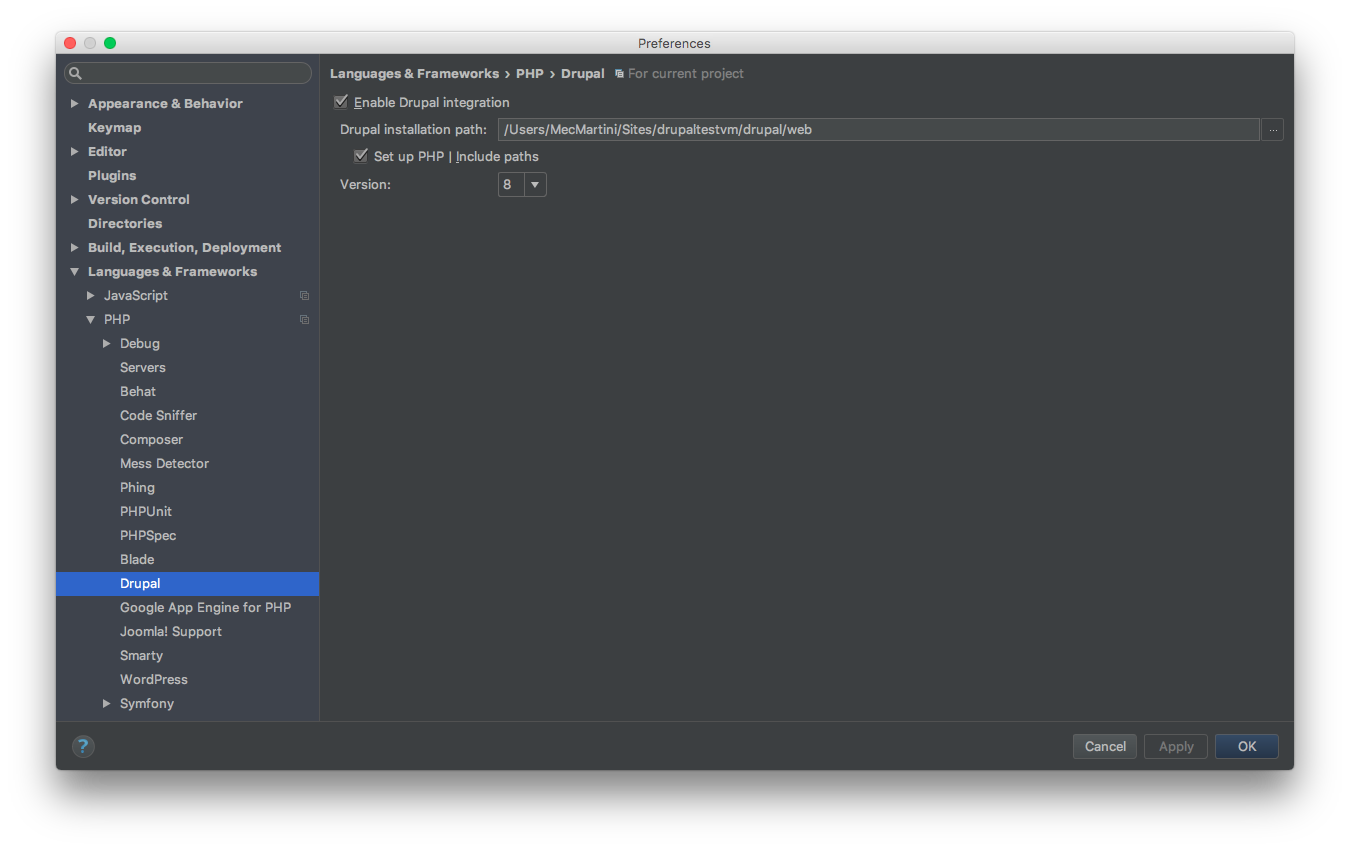 Preferences
Languages & Frameworks › PHP › Drupal For current project
Enable Drupal integration
Drupal installation path: /Users/MecMartini/Sites/drupaltestvm/drupal/web ...
Set up PHP | Include paths
Version: 8
Appearance & Behavior
Keymap
Editor
Plugins
Version Control
Directories
Build, Execution, Deployment
Languages & Frameworks
JavaScript
PHP
Debug
Servers
Behat
Code Sniffer
Composer
Mess Detector
Phing
PHPUnit
PHPSpec
Blade
Drupal
Google App Engine for PHP
Joomla! Support
Smarty
WordPress
Symfony
? Cancel Apply OK